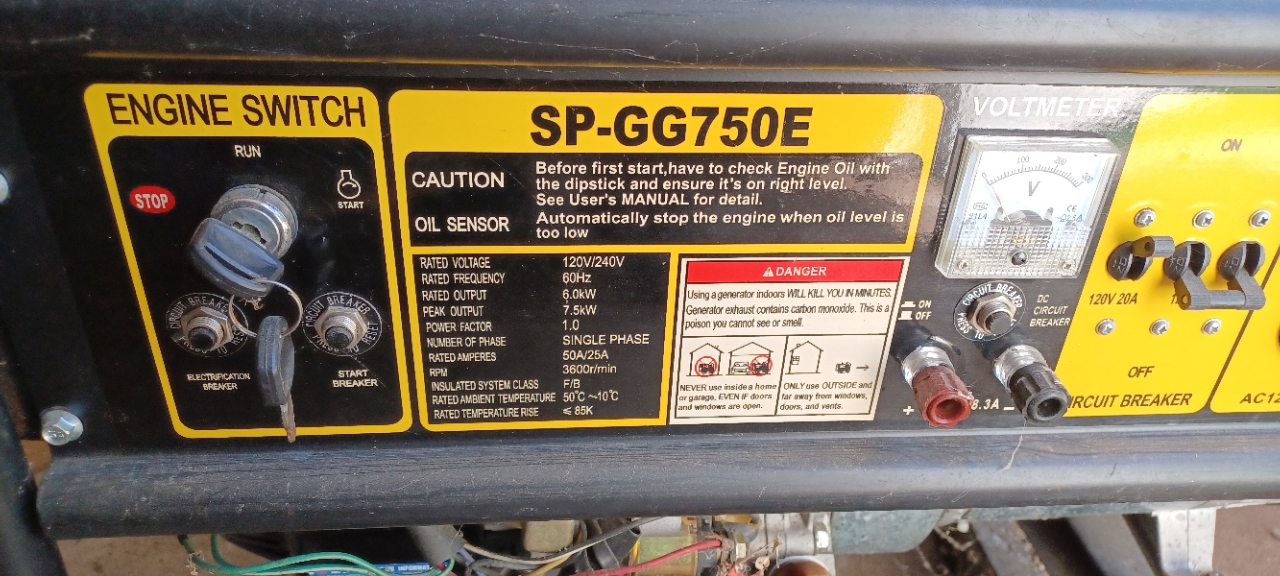 ENGINE SWITCH
RUN
STOP
START
CIRCUIT BREAKER
PRESS TO RESET
ELECTRIFICATION
BREAKER
CIRCUIT BREAKER
PRESS TO RESET
START
BREAKER
SP-GG750E
CAUTION
Before first start,have to check Engine Oil with
the dipstick and ensure it's on right level.
See User's MANUAL for detail.
OIL SENSOR
Automatically stop the engine when oil level is
too low
RATED VOLTAGE 120V/240V
RATED FREQUENCY 60Hz
RATED OUTPUT 6.0kW
PEAK OUTPUT 7.5kW
POWER FACTOR 1.0
NUMBER OF PHASE SINGLE PHASE
RATED AMPERES 50A/25A
RPM 3600r/min
INSULATED SYSTEM CLASS F/B
RATED AMBIENT TEMPERATURE 50℃ ~10℃
RATED TEMPERATURE RISE ≤ 85K
DANGER
Using a generator indoors WILL KILL YOU IN MINUTES.
Generator exhaust contains carbon monoxide. This is a
poison you cannot see or smell.
NEVER use inside a home
or garage, EVEN IF doors
and windows are open.
ONLY use OUTSIDE and
far away from windows,
doors, and vents.
VOLTMETER
0 100 200 300
V
91L4
CE
ON
OFF
CIRCUIT BREAKER
PRESS TO
DC
CIRCUIT
BREAKER
+ 8.3A −
ON
120V 20A
OFF
CIRCUIT BREAKER
AC12